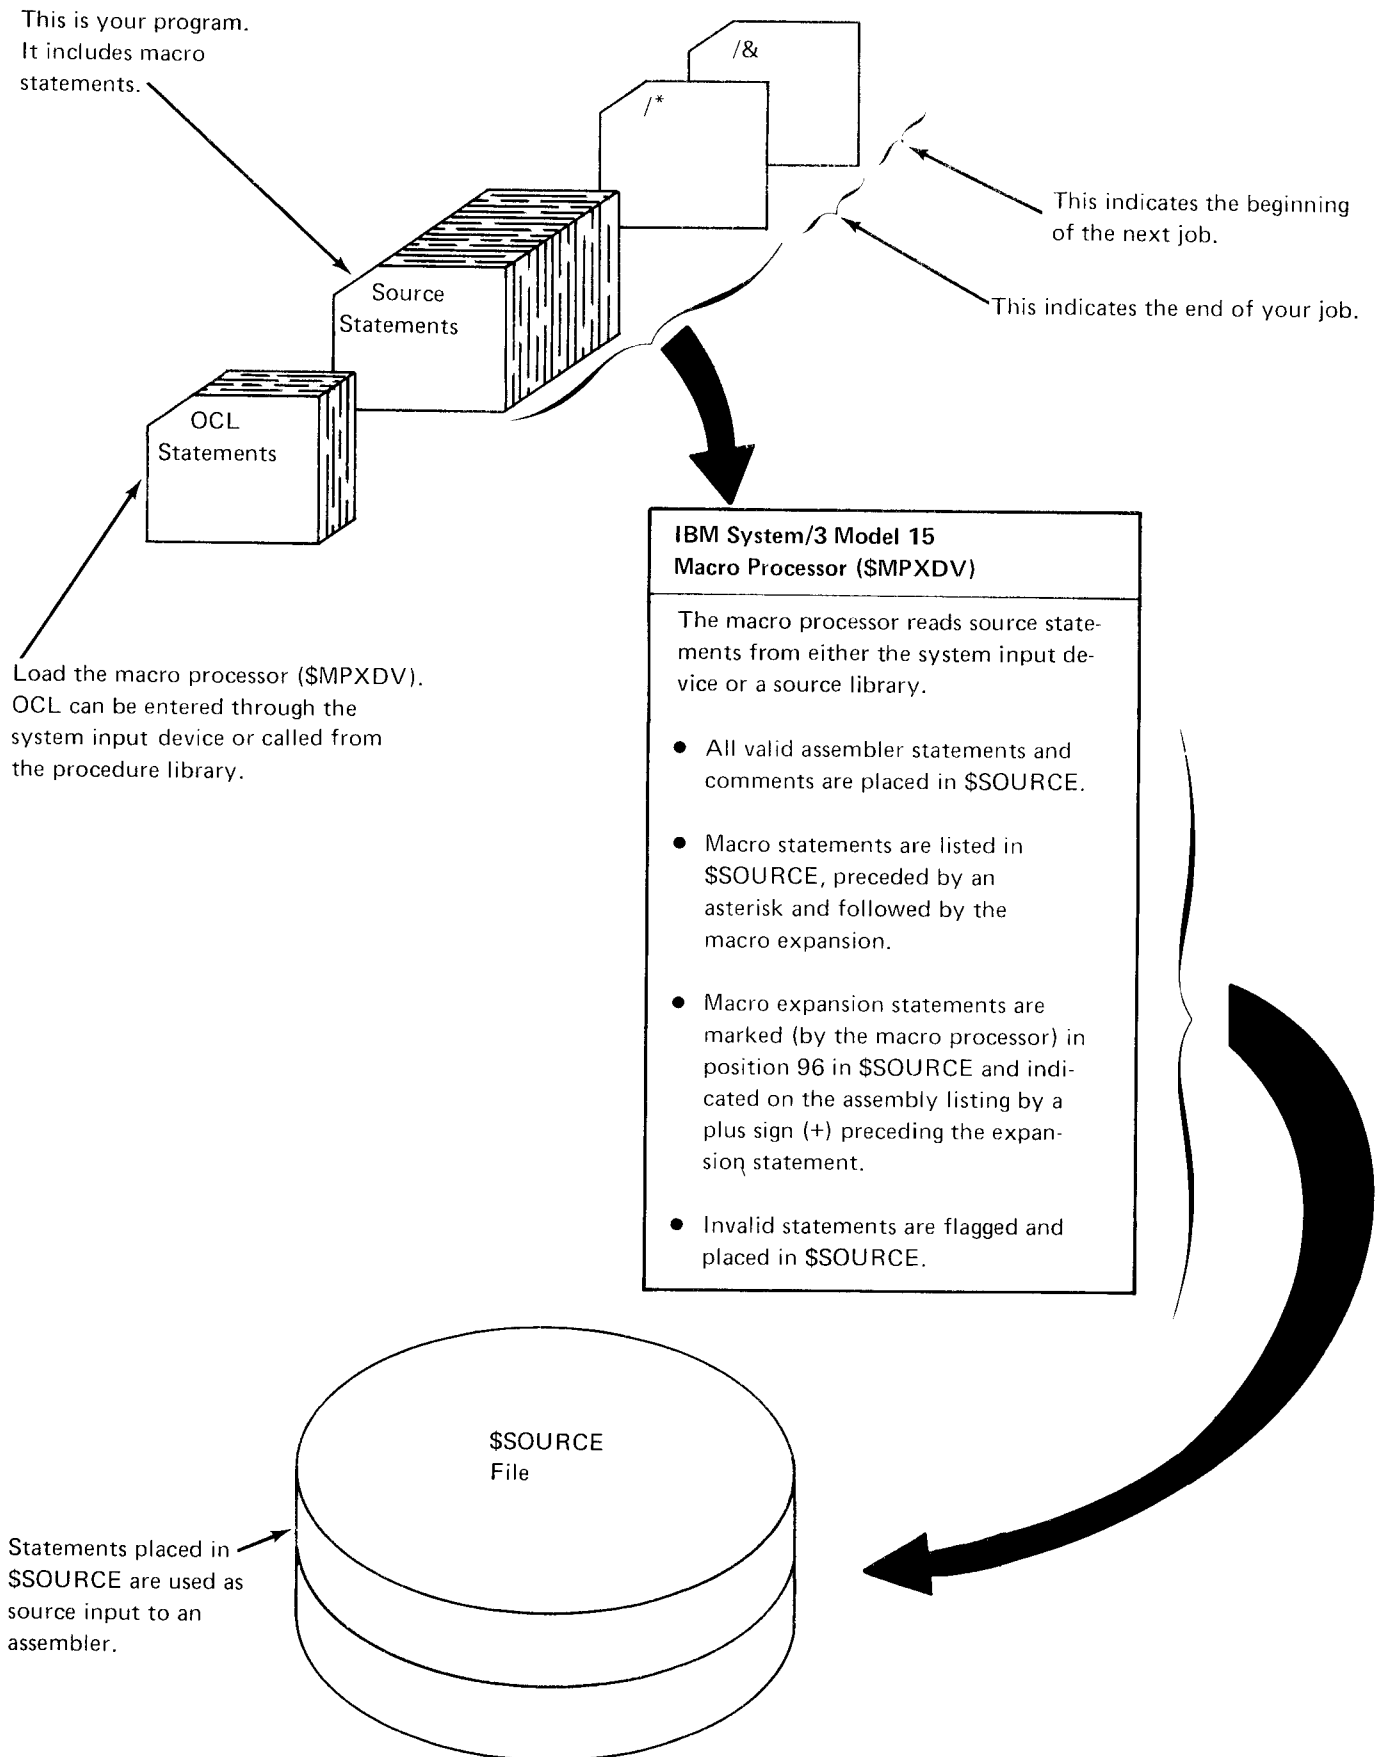 This is your program.
It includes macro
statements.
/&
/*
This indicates the beginning
of the next job.
This indicates the end of your job.
Source
Statements
OCL
Statements
Load the macro processor ($MPXDV).
OCL can be entered through the
system input device or called from
the procedure library.
IBM System/3 Model 15
Macro Processor ($MPXDV)
The macro processor reads source state-
ments from either the system input de-
vice or a source library.
● All valid assembler statements and
comments are placed in $SOURCE.
● Macro statements are listed in
$SOURCE, preceded by an
asterisk and followed by the
macro expansion.
● Macro expansion statements are
marked (by the macro processor) in
position 96 in $SOURCE and indi-
cated on the assembly listing by a
plus sign (+) preceding the expan-
sion statement.
● Invalid statements are flagged and
placed in $SOURCE.
$SOURCE
File
Statements placed in
$SOURCE are used as
source input to an
assembler.